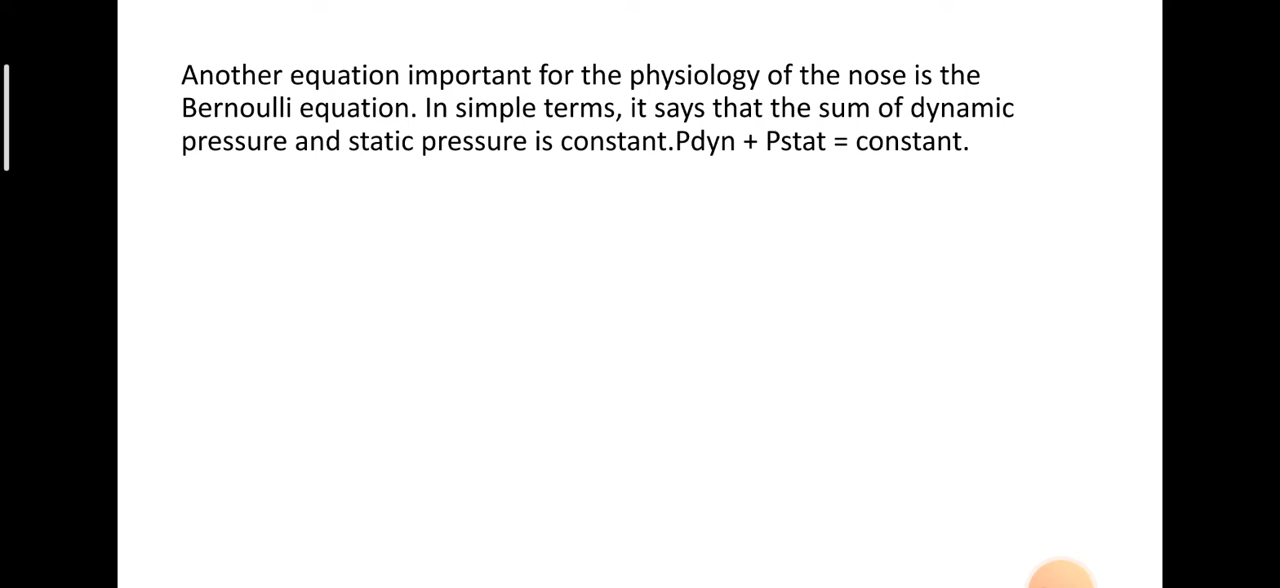 Another equation important for the physiology of the nose is the
Bernoulli equation. In simple terms, it says that the sum of dynamic
pressure and static pressure is constant.Pdyn + Pstat = constant.